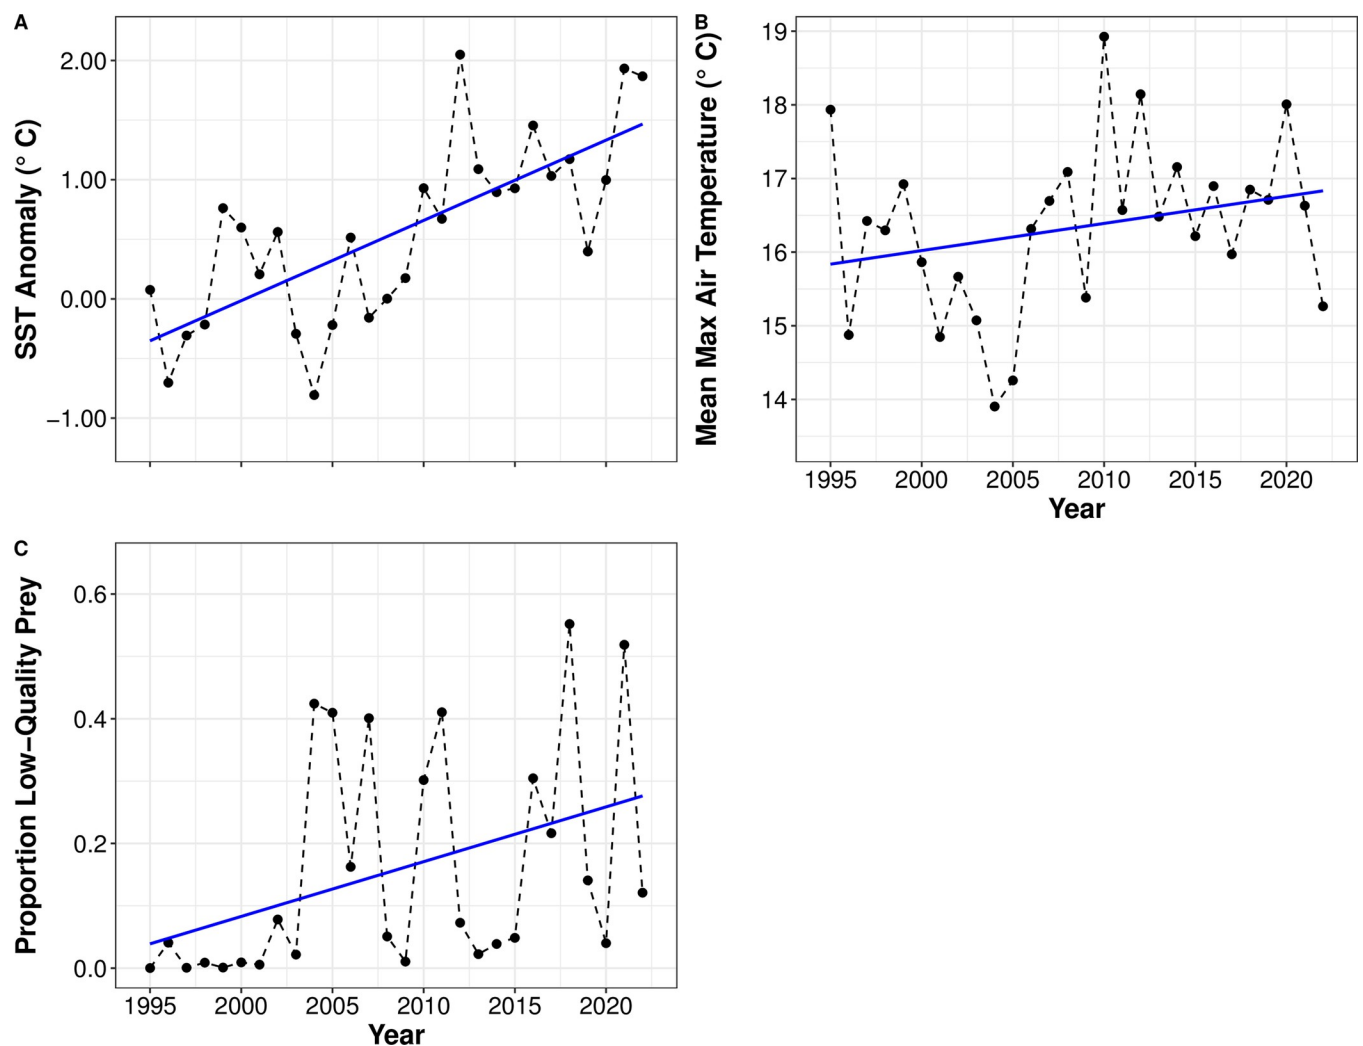 A
SST Anomaly (° C)
2.00
1.00
0.00
−1.00
B
Mean Max Air Temperature (° C)
19
18
17
16
15
14
1995 2000 2005 2010 2015 2020
Year
C
Proportion Low−Quality Prey
0.6
0.4
0.2
0.0
1995 2000 2005 2010 2015 2020
Year